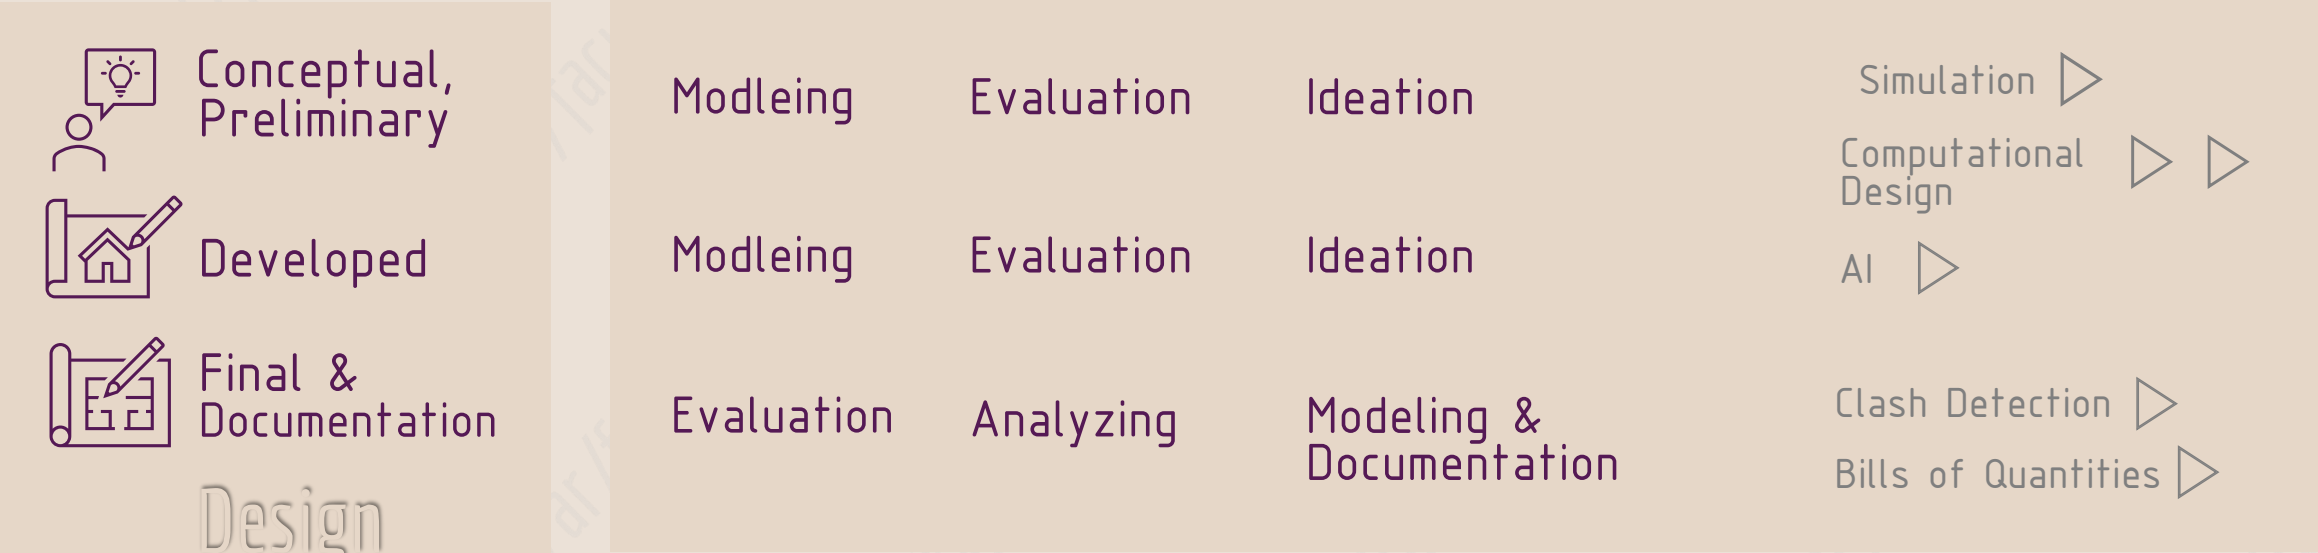 Conceptual,
Preliminary
Modleing
Evaluation
Ideation
Simulation
Computational
Design
Developed
Modleing
Evaluation
Ideation
AI
Final &
Documentation
Evaluation
Analyzing
Modeling &
Documentation
Clash Detection
Bills of Quantities
Design